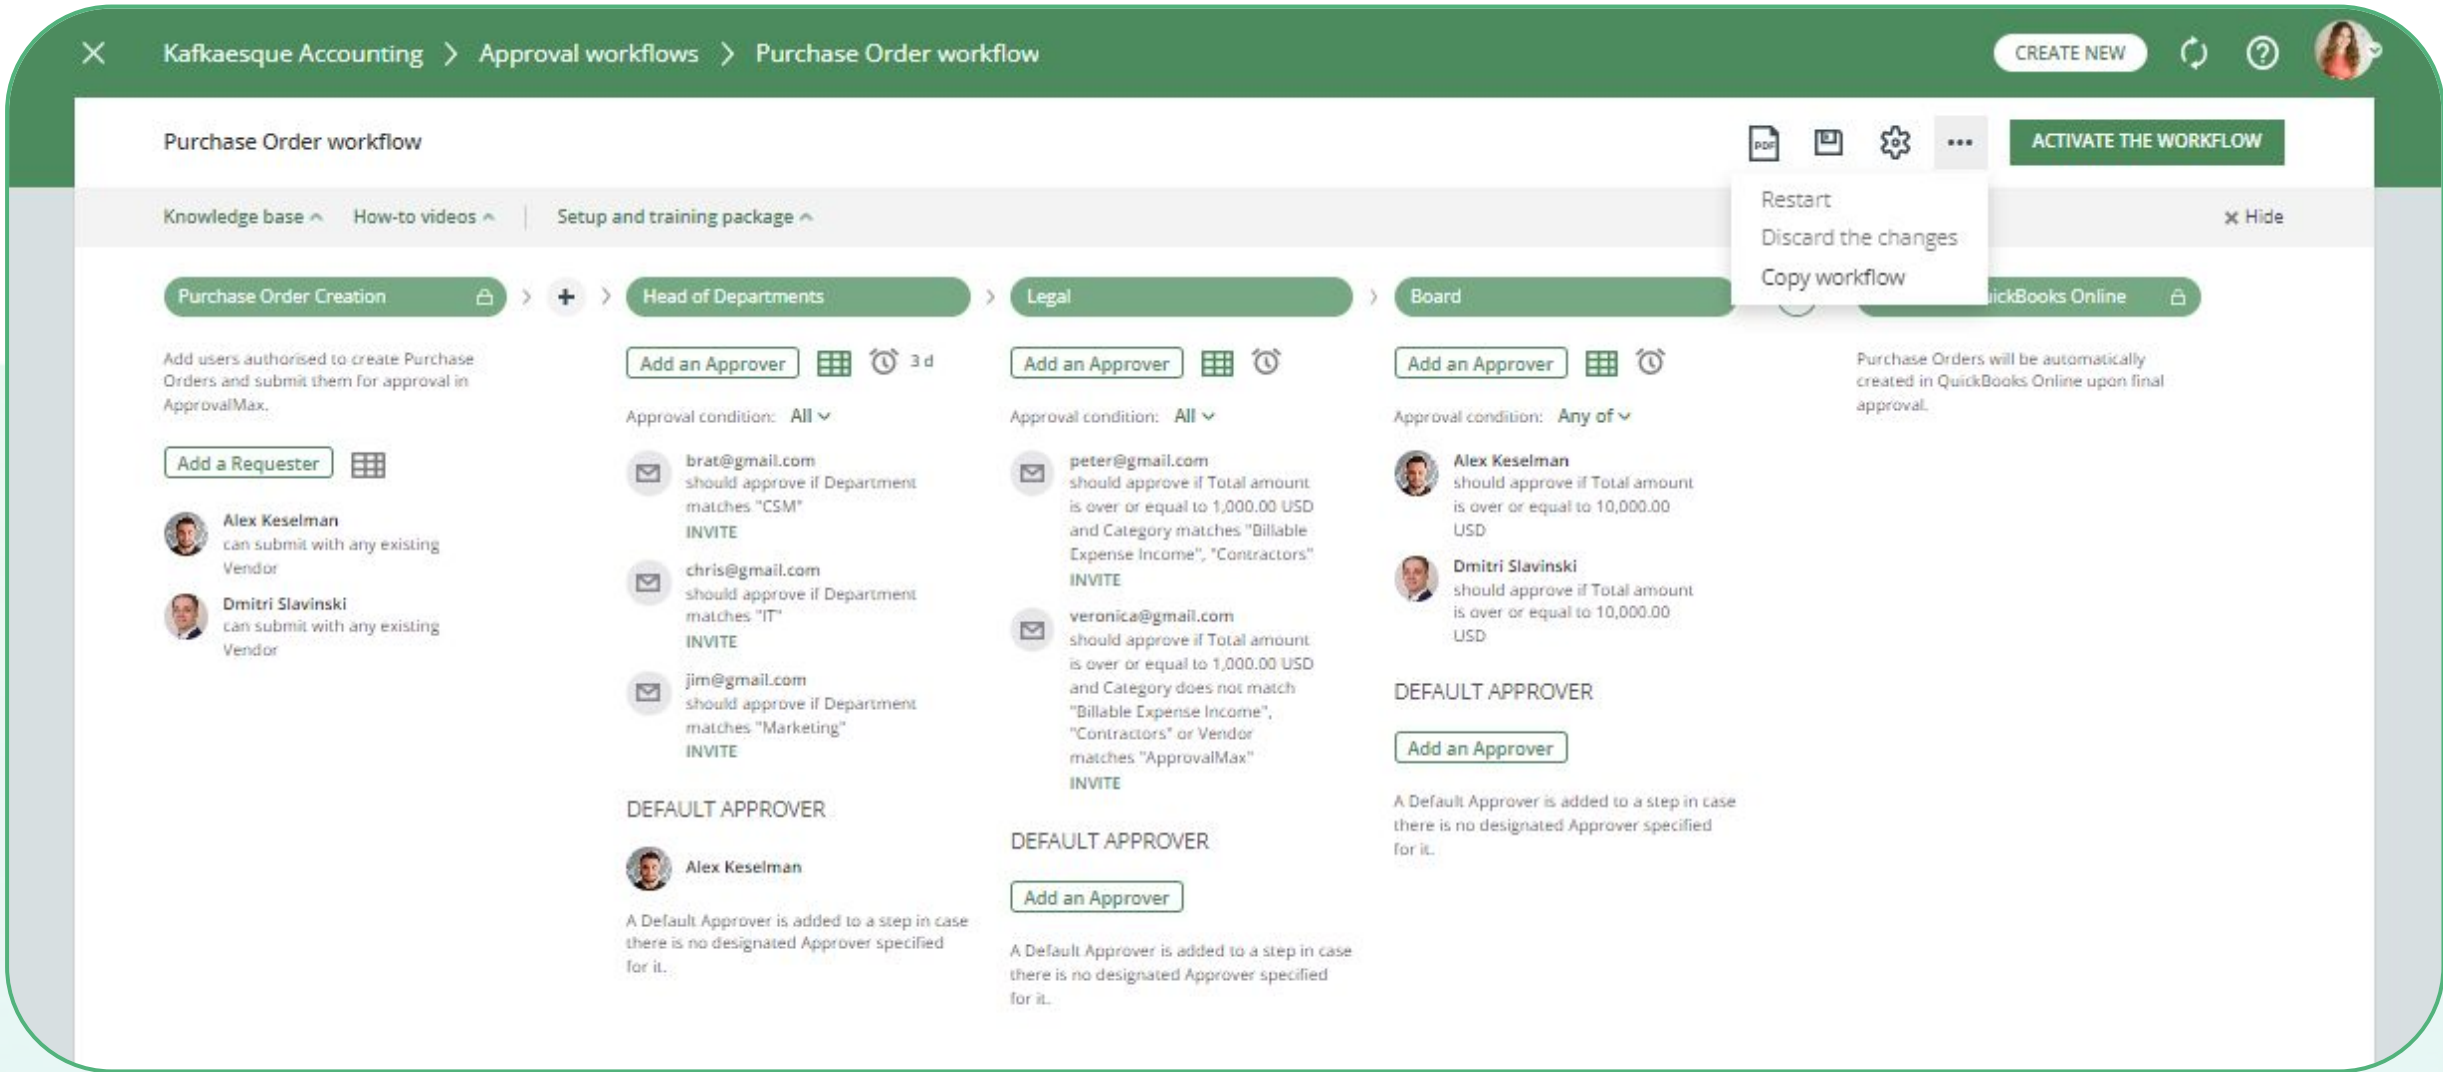 Kafkaesque Accounting > Approval workflows > Purchase Order workflow
CREATE NEW
Purchase Order workflow
PDF
ACTIVATE THE WORKFLOW
Restart
Discard the changes
Copy workflow
Knowledge base
How-to videos
Setup and training package
Hide
Purchase Order Creation
Add users authorised to create Purchase
Orders and submit them for approval in
ApprovalMax.
Add a Requester
Alex Keselman
can submit with any existing
Vendor
Dmitri Slavinski
can submit with any existing
Vendor
Head of Departments
Add an Approver
3 d
Approval condition: All
brat@gmail.com
should approve if Department
matches "CSM"
INVITE
chris@gmail.com
should approve if Department
matches "IT"
INVITE
jim@gmail.com
should approve if Department
matches "Marketing"
INVITE
DEFAULT APPROVER
Alex Keselman
A Default Approver is added to a step in case
there is no designated Approver specified
for it.
Legal
Add an Approver
Approval condition: All
peter@gmail.com
should approve if Total amount
is over or equal to 1,000.00 USD
and Category matches "Billable
Expense Income", "Contractors"
INVITE
veronica@gmail.com
should approve if Total amount
is over or equal to 1,000.00 USD
and Category does not match
"Billable Expense Income",
"Contractors" or Vendor
matches "ApprovalMax"
INVITE
DEFAULT APPROVER
Add an Approver
A Default Approver is added to a step in case
there is no designated Approver specified
for it.
Board
Add an Approver
Approval condition: Any of
Alex Keselman
should approve if Total amount
is over or equal to 10,000.00
USD
Dmitri Slavinski
should approve if Total amount
is over or equal to 10,000.00
USD
DEFAULT APPROVER
Add an Approver
A Default Approver is added to a step in case
there is no designated Approver specified
for it.
Online
Purchase Orders will be automatically
created in QuickBooks Online upon final
approval.